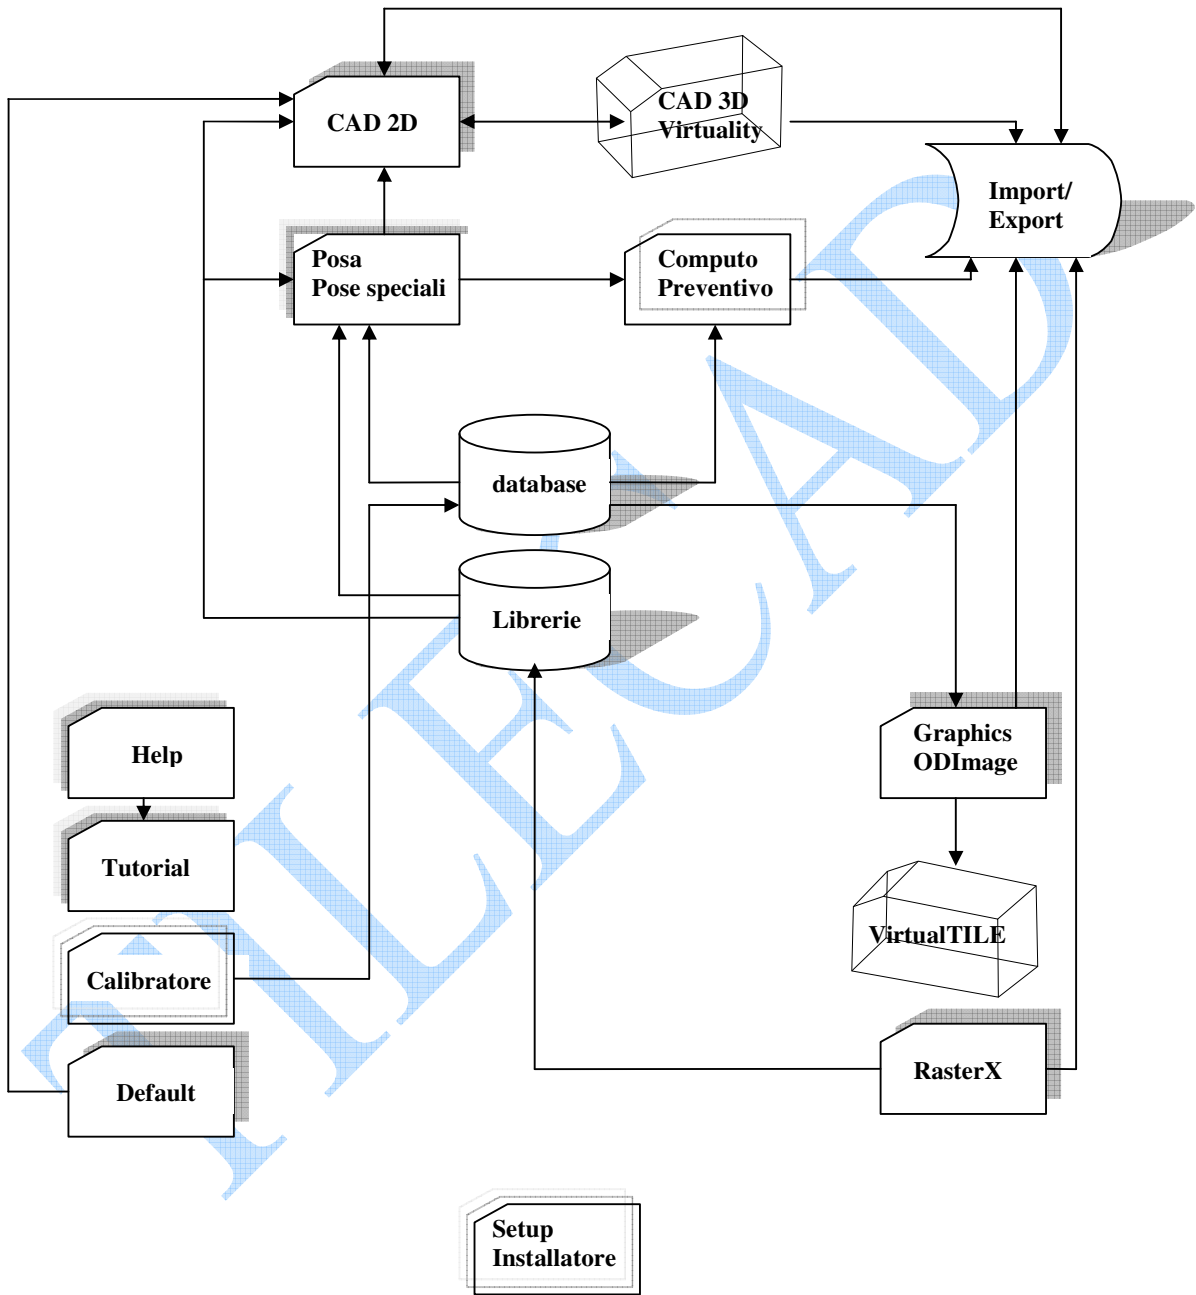 CAD 2D
CAD 3D
Virtuality
Import/
Export
Posa
Pose speciali
Computo
Preventivo
database
Librerie
Help
Graphics
ODImage
Tutorial
VirtualTILE
Calibratore
RasterX
Default
Setup
Installatore
TILECAD